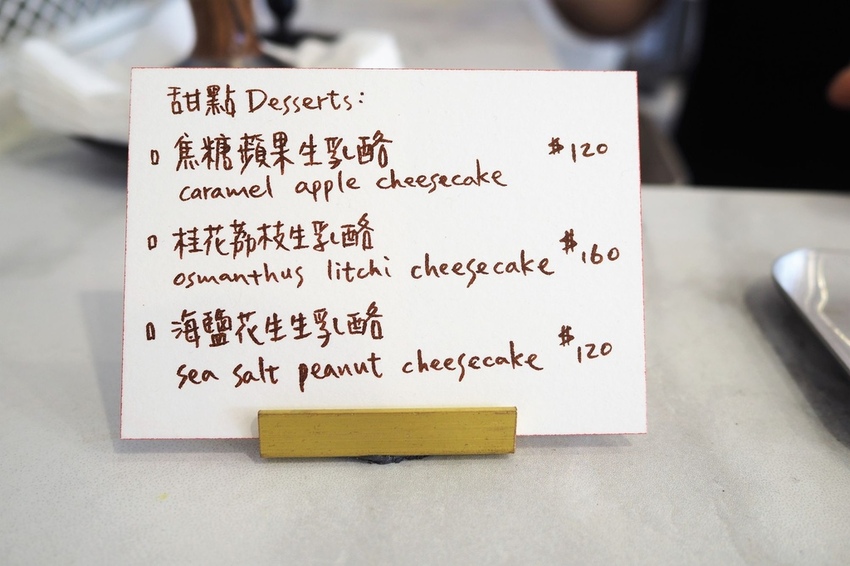 甜點 Desserts:
▯ 焦糖蘋果生乳酪 $120
caramel apple cheesecake
▯ 桂花荔枝生乳酪 $160
osmanthus litchi cheesecake
▯ 海鹽花生生乳酪 $120
sea salt peanut cheesecake